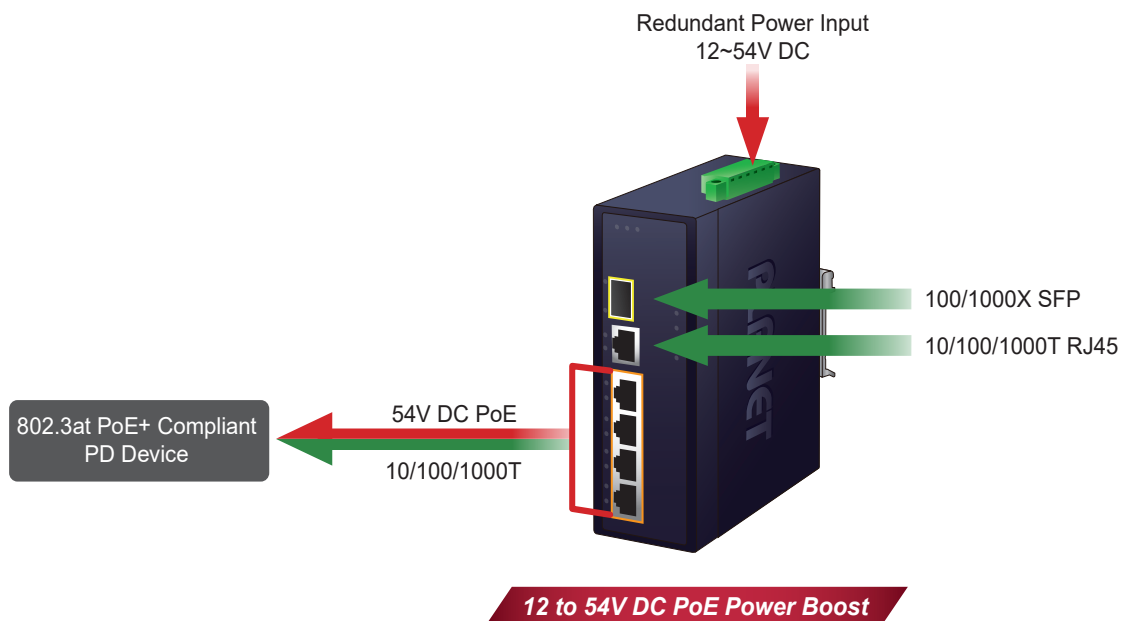 Redundant Power Input
12~54V DC
100/1000X SFP
10/100/1000T RJ45
PLANET
54V DC PoE
10/100/1000T
802.3at PoE+ Compliant
PD Device
12 to 54V DC PoE Power Boost